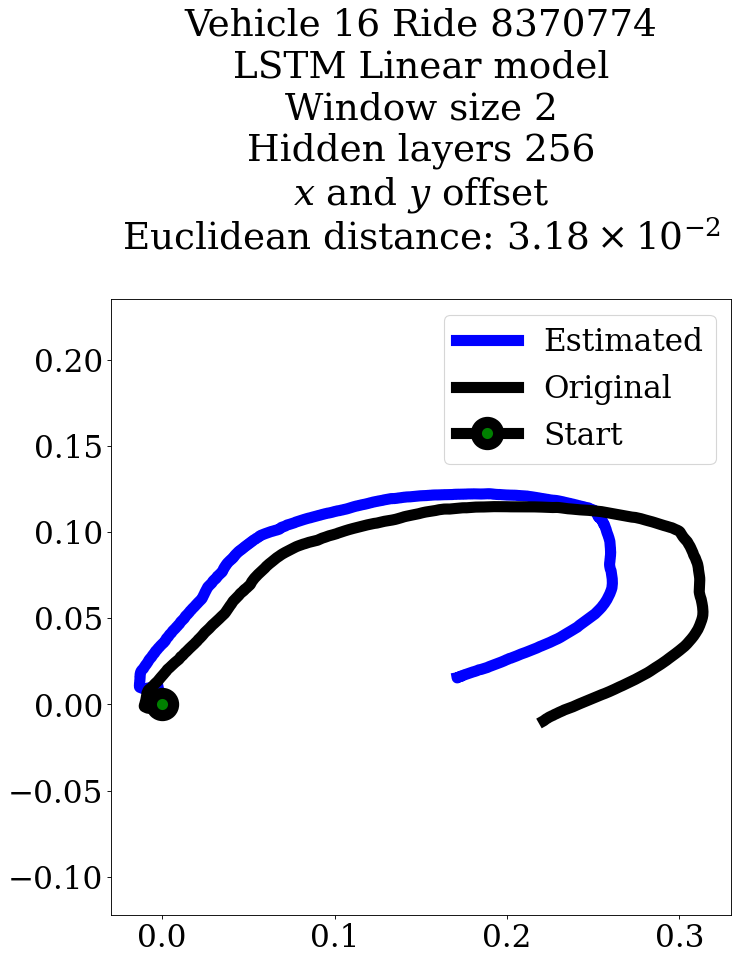 Vehicle 16 Ride 8370774
LSTM Linear model
Window size 2
Hidden layers 256
x and y offset
Euclidean distance: 3.18 × 10⁻²
Estimated
Original
Start
0.20
0.15
0.10
0.05
0.00
−0.05
−0.10
0.0 0.1 0.2 0.3